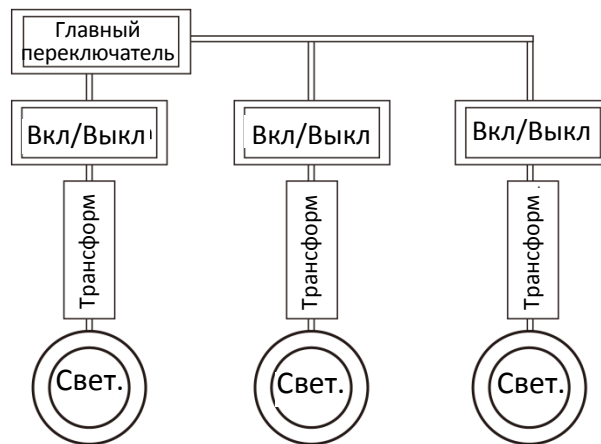 Главный
переключатель
Вкл/Выкл
Вкл/Выкл
Вкл/Выкл
Трансформ
Трансформ
Трансформ.
Свет.
Свет.
Свет.